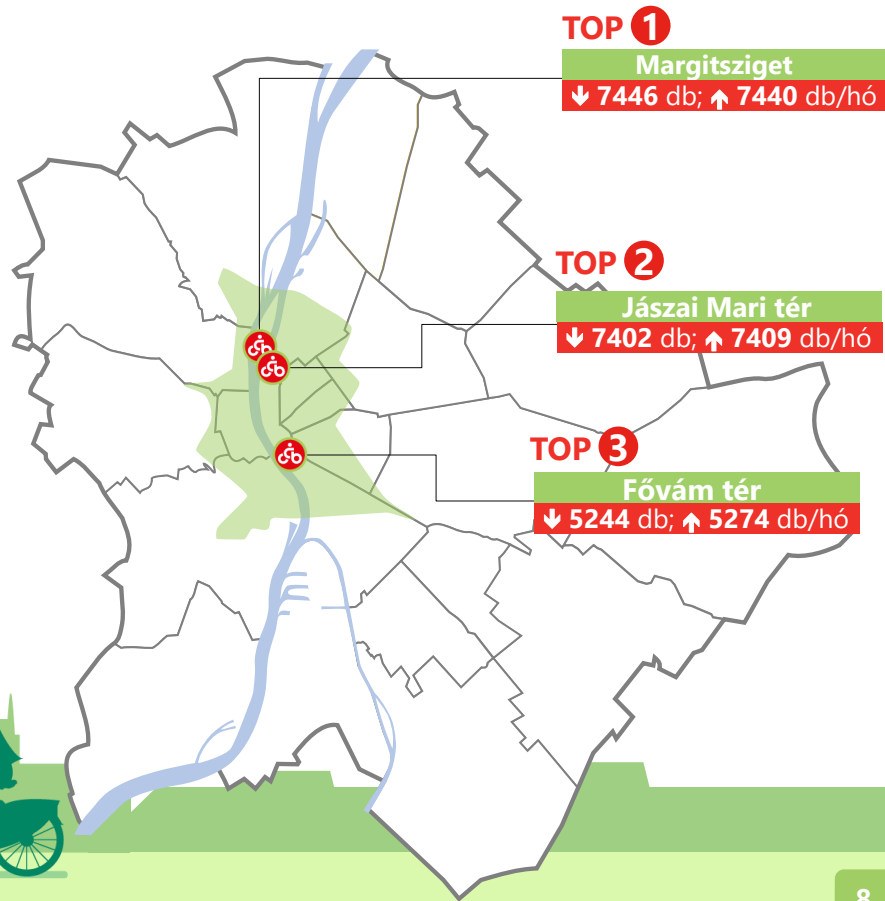 TOP 1
Margitsziget
↓ 7446 db; ↑ 7440 db/hó
TOP 2
Jászai Mari tér
↓ 7402 db; ↑ 7409 db/hó
TOP 3
Fővám tér
↓ 5244 db; ↑ 5274 db/hó
8